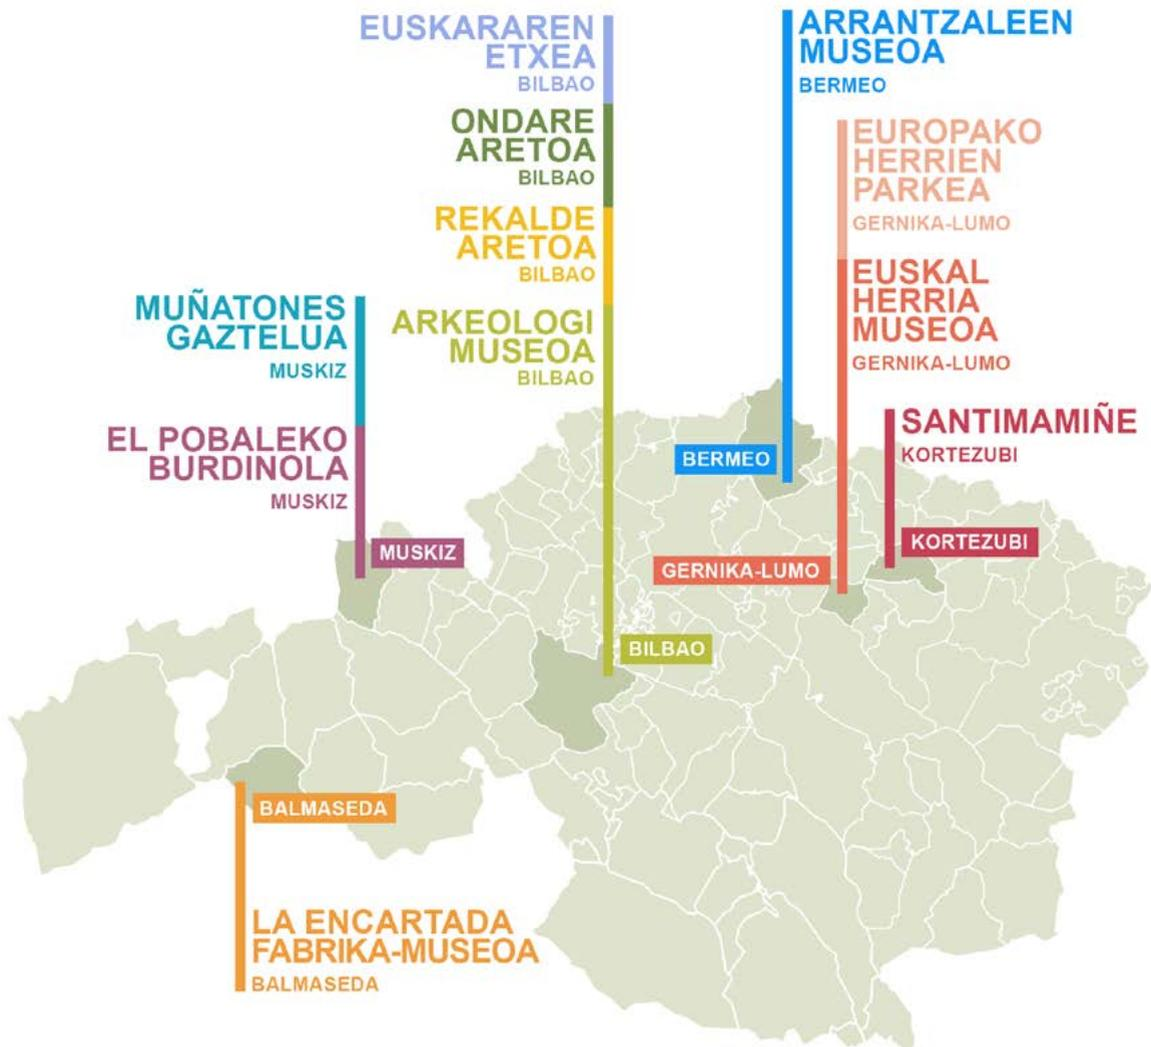 EUSKARAREN
ETXEA
BILBAO
ONDARE
ARETOA
BILBAO
REKALDE
ARETOA
BILBAO
ARKEOLOGI
MUSEOA
BILBAO
ARRANTZALEEN
MUSEOA
BERMEO
EUROPAKO
HERRIEN
PARKEA
GERNIKA-LUMO
EUSKAL
HERRIA
MUSEOA
GERNIKA-LUMO
MUÑATONES
GAZTELUA
MUSKIZ
EL POBALEKO
BURDINOLA
MUSKIZ
SANTIMAMIÑE
KORTEZUBI
BERMEO
KORTEZUBI
MUSKIZ
GERNIKA-LUMO
BILBAO
BALMASEDA
LA ENCARTADA
FABRIKA-MUSEOA
BALMASEDA